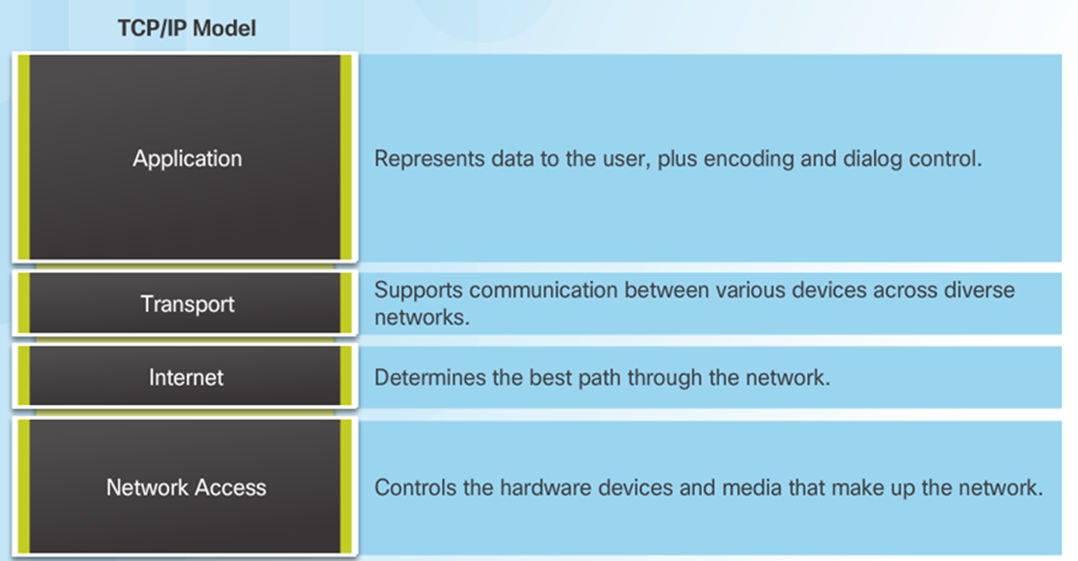 TCP/IP Model
Application
Represents data to the user, plus encoding and dialog control.
Transport
Supports communication between various devices across diverse
networks.
Internet
Determines the best path through the network.
Network Access
Controls the hardware devices and media that make up the network.